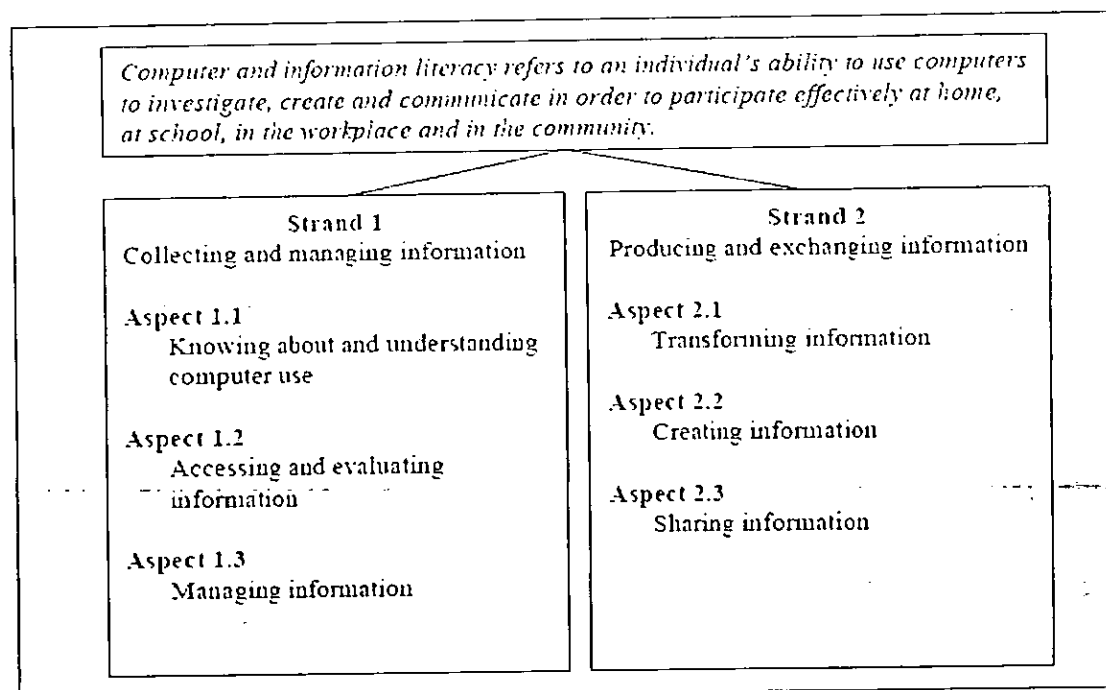 Computer and information literacy refers to an individual's ability to use computers
to investigate, create and communicate in order to participate effectively at home,
at school, in the workplace and in the community.
Strand 1
Collecting and managing information
Aspect 1.1
Knowing about and understanding
computer use
Aspect 1.2
Accessing and evaluating
information
Aspect 1.3
Managing information
Strand 2
Producing and exchanging information
Aspect 2.1
Transforming information
Aspect 2.2
Creating information
Aspect 2.3
Sharing information